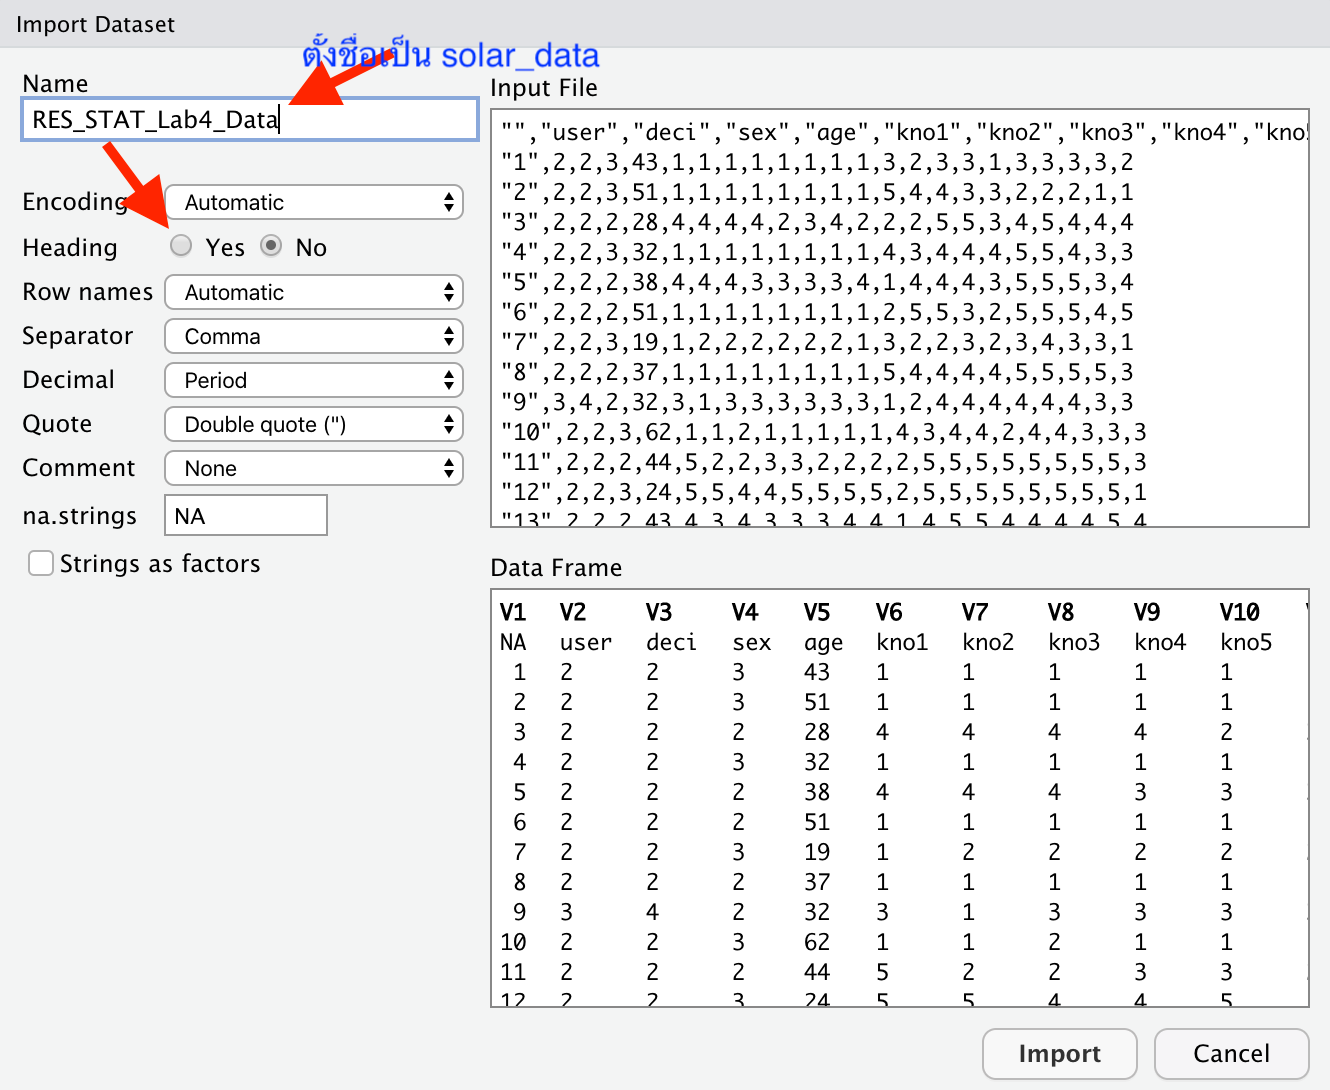 Import Dataset
ตั้งชื่อเป็น solar_data
Name
RES_STAT_Lab4_Data
Encoding Automatic
Heading Yes No
Row names Automatic
Separator Comma
Decimal Period
Quote Double quote (")
Comment None
na.strings NA
Strings as factors
Input File
"","user","deci","sex","age","kno1","kno2","kno3","kno4","kno5
"1",2,2,3,43,1,1,1,1,1,1,1,1,3,2,3,3,1,3,3,3,3,2
"2",2,2,3,51,1,1,1,1,1,1,1,1,5,4,4,3,3,2,2,2,1,1
"3",2,2,2,28,4,4,4,4,2,3,4,2,2,2,5,5,3,4,5,4,4,4
"4",2,2,3,32,1,1,1,1,1,1,1,1,4,3,4,4,4,5,5,4,3,3
"5",2,2,2,38,4,4,4,3,3,3,3,4,1,4,4,4,3,5,5,5,3,4
"6",2,2,2,51,1,1,1,1,1,1,1,1,2,5,5,3,2,5,5,5,4,5
"7",2,2,3,19,1,2,2,2,2,2,2,1,3,2,2,3,2,3,4,3,3,1
"8",2,2,2,37,1,1,1,1,1,1,1,1,5,4,4,4,4,5,5,5,5,3
"9",3,4,2,32,3,1,3,3,3,3,3,3,1,2,4,4,4,4,4,4,3,3
"10",2,2,3,62,1,1,2,1,1,1,1,1,4,3,4,4,2,4,4,3,3,3
"11",2,2,2,44,5,2,2,3,3,2,2,2,2,5,5,5,5,5,5,5,5,3
"12",2,2,3,24,5,5,4,4,5,5,5,5,2,5,5,5,5,5,5,5,5,1
"13",2,2,2,43,4,3,4,3,3,3,4,4,1,4,5,5,4,4,4,4,5,4
Data Frame
V1 V2 V3 V4 V5 V6 V7 V8 V9 V10
NA user deci sex age kno1 kno2 kno3 kno4 kno5
1 2 2 3 43 1 1 1 1 1
2 2 2 3 51 1 1 1 1 1
3 2 2 2 28 4 4 4 4 2
4 2 2 3 32 1 1 1 1 1
5 2 2 2 38 4 4 4 3 3
6 2 2 2 51 1 1 1 1 1
7 2 2 3 19 1 2 2 2 2
8 2 2 2 37 1 1 1 1 1
9 3 4 2 32 3 1 3 3 3
10 2 2 3 62 1 1 2 1 1
11 2 2 2 44 5 2 2 3 3
12 2 2 3 24 5 5 4 4 5
Import Cancel